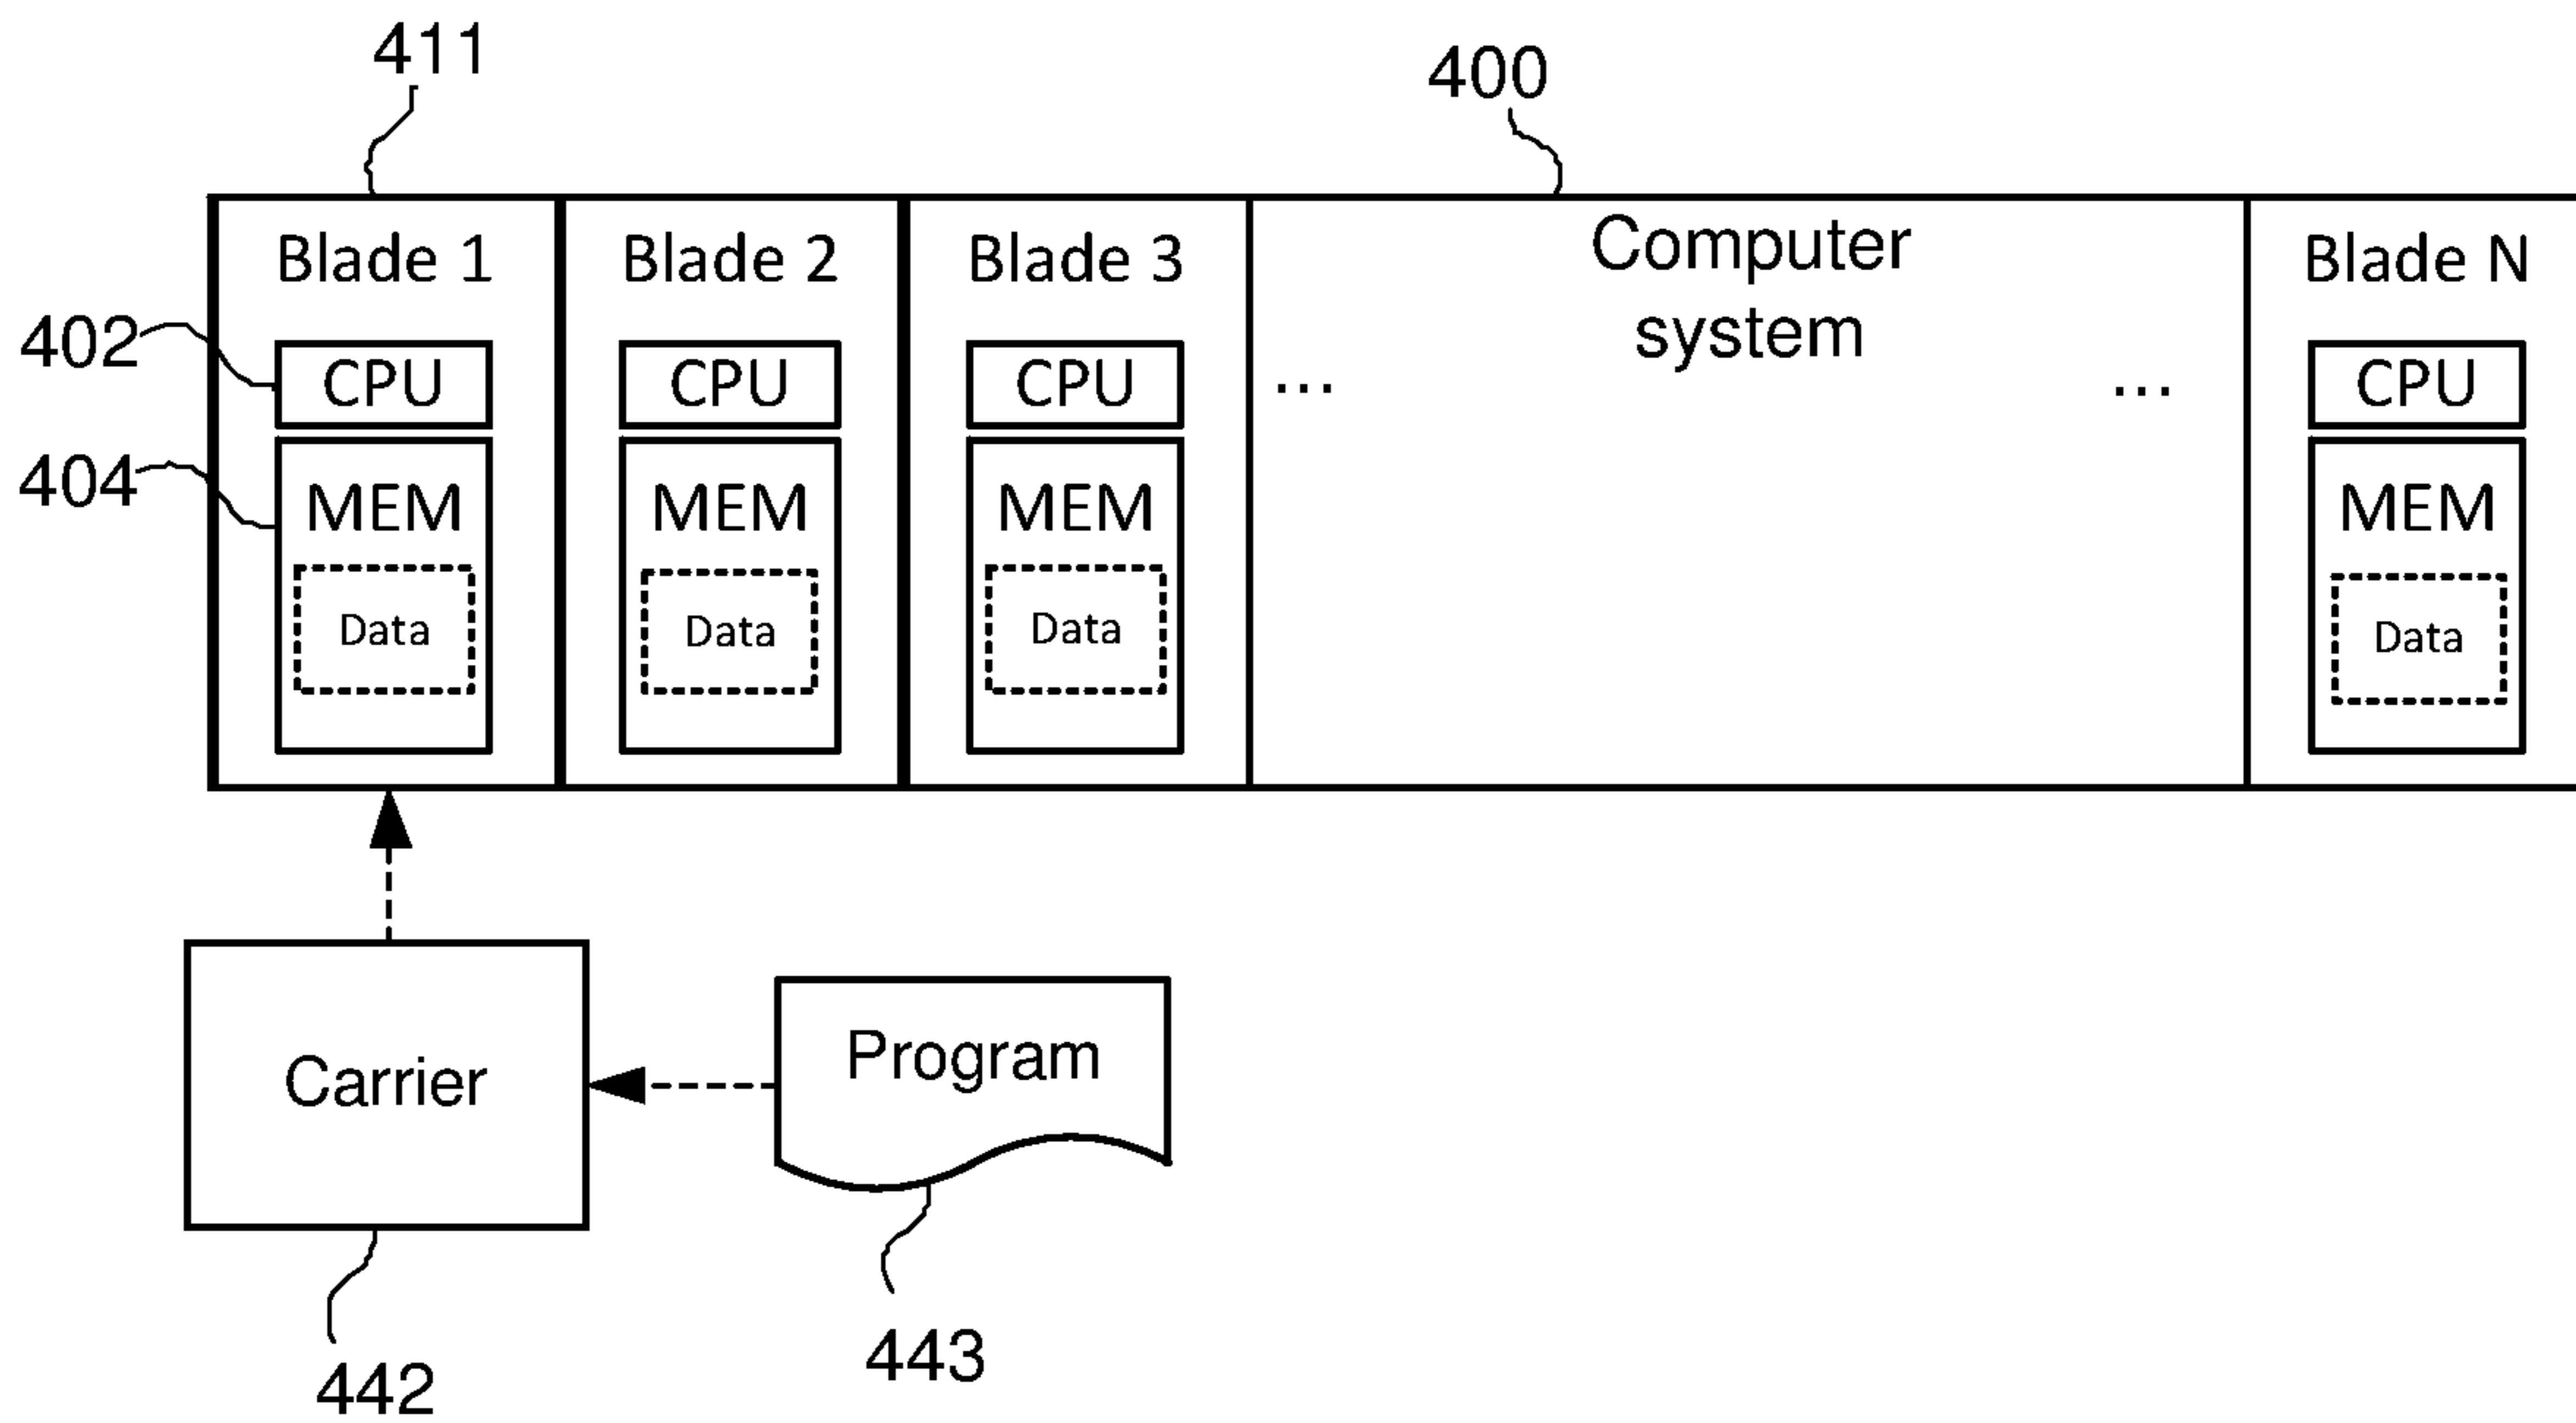 411
400
Blade 1
Blade 2
Blade 3
Computer
system
Blade N
402
CPU
CPU
CPU
...
...
CPU
404
MEM
MEM
MEM
MEM
Data
Data
Data
Data
Carrier
Program
442
443